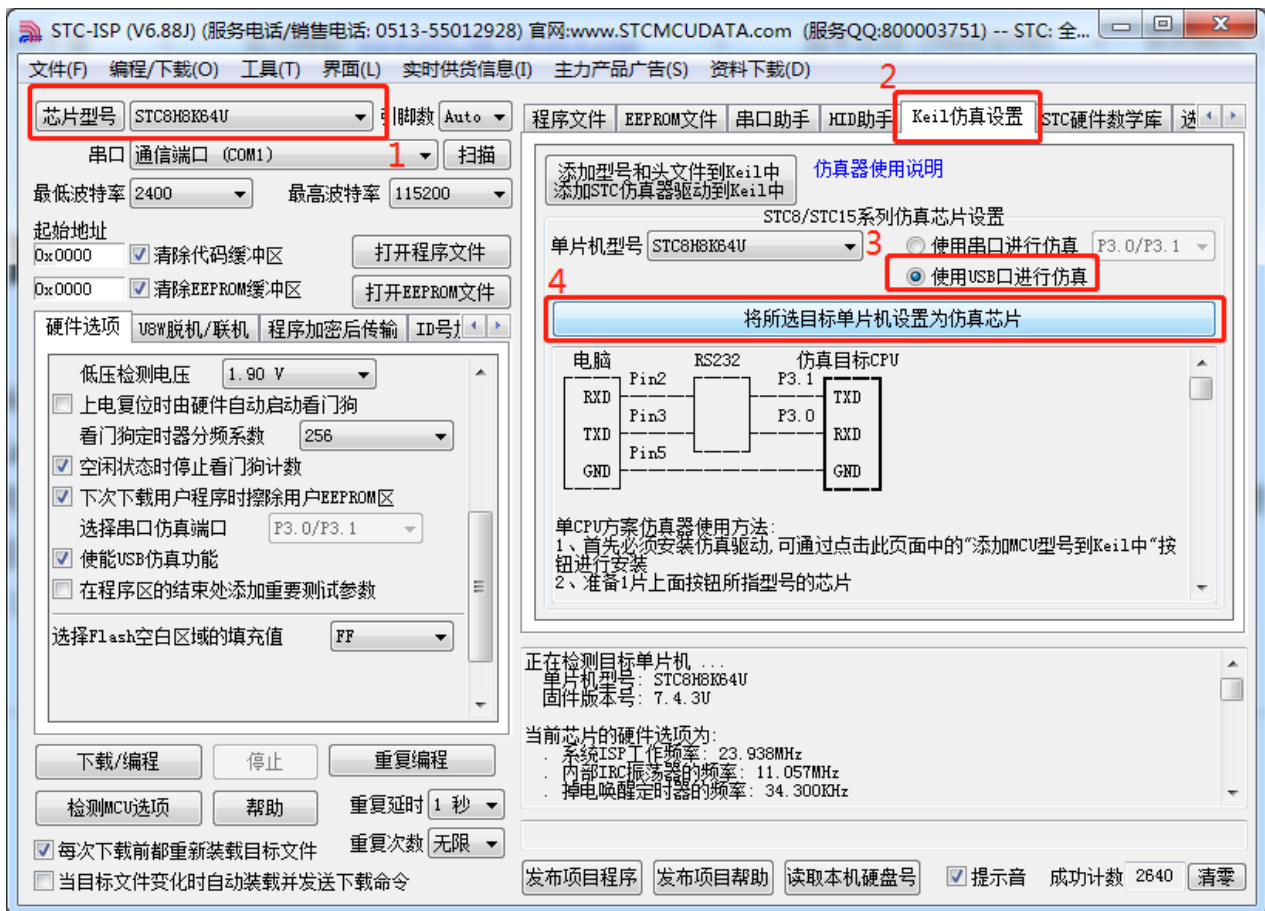 STC-ISP (V6.88J) (服务电话/销售电话: 0513-55012928) 官网:www.STCMCUDATA.com (服务QQ:800003751) -- STC: 全...
文件(F) 编程/下载(O) 工具(T) 界面(L) 实时供货信息(I) 主力产品广告(S) 资料下载(D)
2
芯片型号 STC8H8K64U 引脚数 Auto
1
串口 通信端口 (COM1) 扫描
最低波特率 2400 最高波特率 115200
起始地址
0x0000 清除代码缓冲区 打开程序文件
0x0000 清除EEPROM缓冲区 打开EEPROM文件
硬件选项 U8W脱机/联机 程序加密后传输 ID号
低压检测电压 1.90 V
上电复位时由硬件自动启动看门狗
看门狗定时器分频系数 256
空闲状态时停止看门狗计数
下次下载用户程序时擦除用户EEPROM区
选择串口仿真端口 P3.0/P3.1
使能USB仿真功能
在程序区的结束处添加重要测试参数
选择Flash空白区域的填充值 FF
下载/编程 停止 重复编程
检测MCU选项 帮助 重复延时 1 秒
每次下载前都重新装载目标文件 重复次数 无限
当目标文件变化时自动装载并发送下载命令
程序文件 EEPROM文件 串口助手 HID助手 Keil仿真设置 STC硬件数学库 选
添加型号和头文件到Keil中
添加STC仿真器驱动到Keil中
仿真器使用说明
STC8/STC15系列仿真芯片设置
单片机型号 STC8H8K64U 3 使用串口进行仿真 P3.0/P3.1
使用USB口进行仿真
4
将所选目标单片机设置为仿真芯片
电脑 RS232 仿真目标CPU
Pin2 P3.1
RXD TXD
Pin3 P3.0
TXD RXD
Pin5
GND GND
单CPU方案仿真器使用方法:
1、首先必须安装仿真驱动,可通过点击此页面中的"添加MCU型号到Keil中"按
钮进行安装
2、准备1片上面按钮所指型号的芯片
正在检测目标单片机 ...
单片机型号: STC8H8K64U
固件版本号: 7.4.3U
当前芯片的硬件选项为:
. 系统ISP工作频率: 23.938MHz
. 内部IRC振荡器的频率: 11.057MHz
. 掉电唤醒定时器的频率: 34.300KHz
发布项目程序 发布项目帮助 读取本机硬盘号 提示音 成功计数 2640 清零